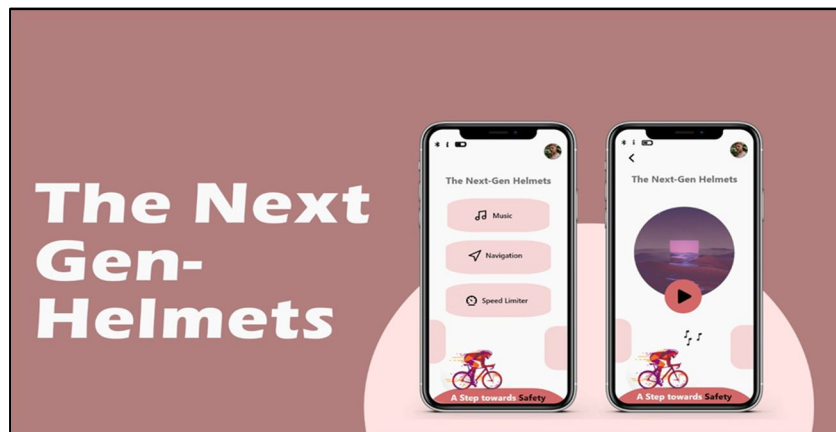 The Next
Gen-
Helmets
The Next-Gen Helmets
Music
Navigation
Speed Limiter
A Step towards Safety
The Next-Gen Helmets
A Step towards Safety